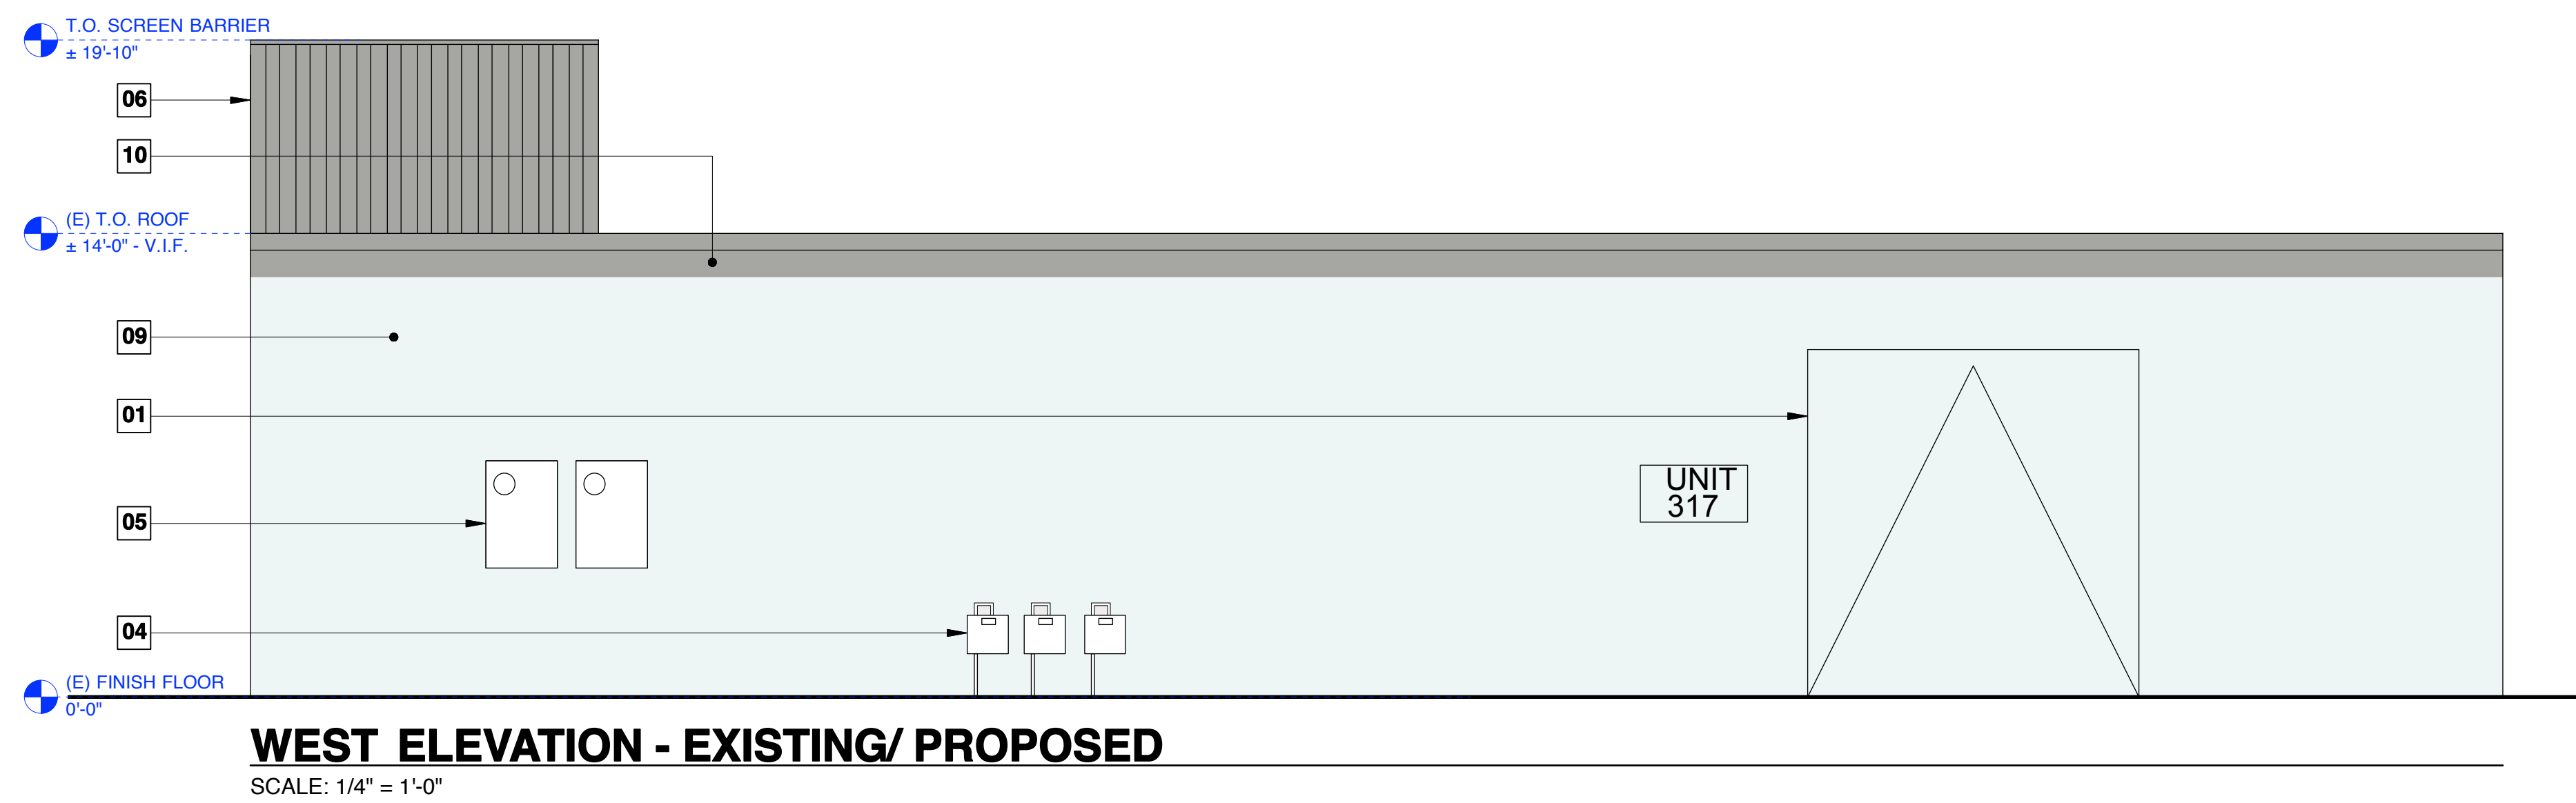 T.O. SCREEN BARRIER
± 19'-10"
06
10
(E) T.O. ROOF
± 14'-0" - V.I.F.
09
01
UNIT
317
05
04
(E) FINISH FLOOR
0'-0"
WEST ELEVATION - EXISTING/ PROPOSED
SCALE: 1/4" = 1'-0"